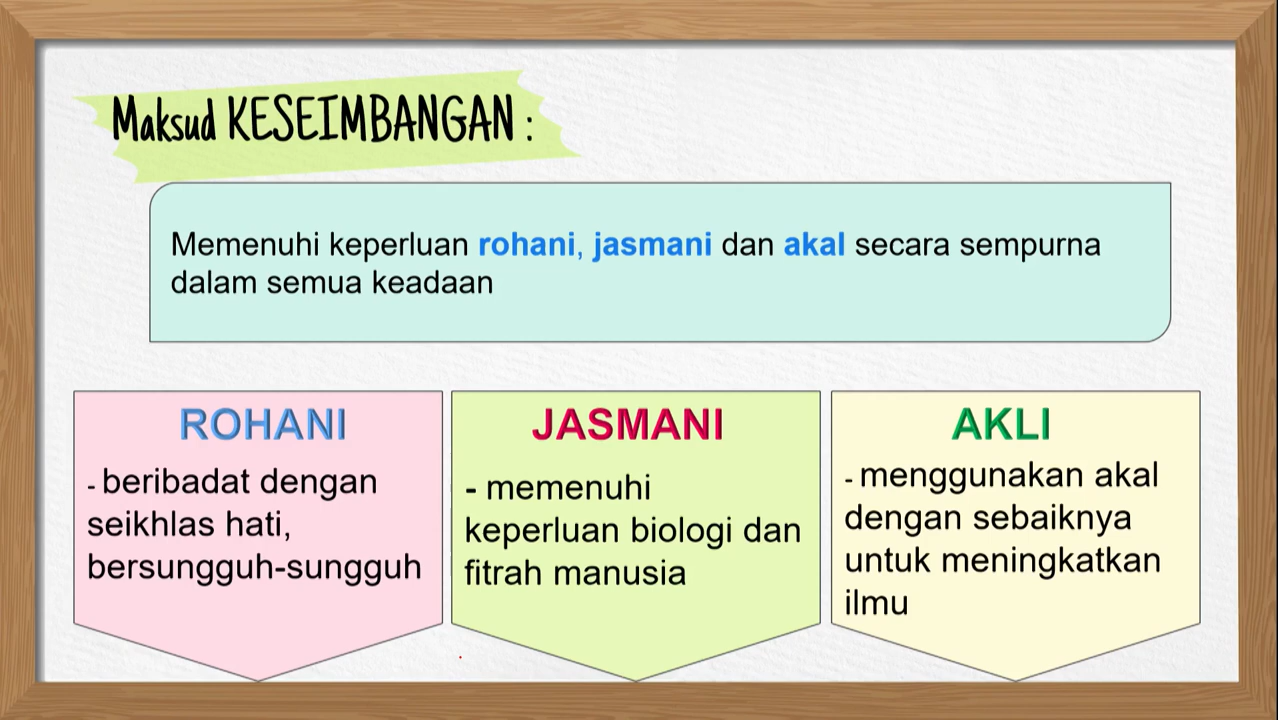 Maksud KESEIMBANGAN :
Memenuhi keperluan rohani, jasmani dan akal secara sempurna
dalam semua keadaan
ROHANI
- beribadat dengan
seikhlas hati,
bersungguh-sungguh
JASMANI
- memenuhi
keperluan biologi dan
fitrah manusia
AKLI
- menggunakan akal
dengan sebaiknya
untuk meningkatkan
ilmu